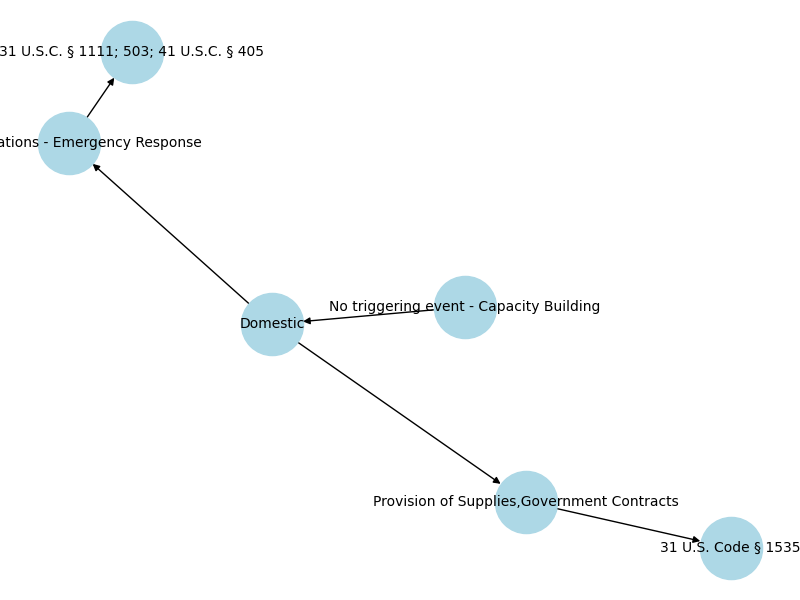 31 U.S.C. § 1111; 503; 41 U.S.C. § 405
ations - Emergency Response
No triggering event - Capacity Building
Domestic
Provision of Supplies,Government Contracts
31 U.S. Code § 1535